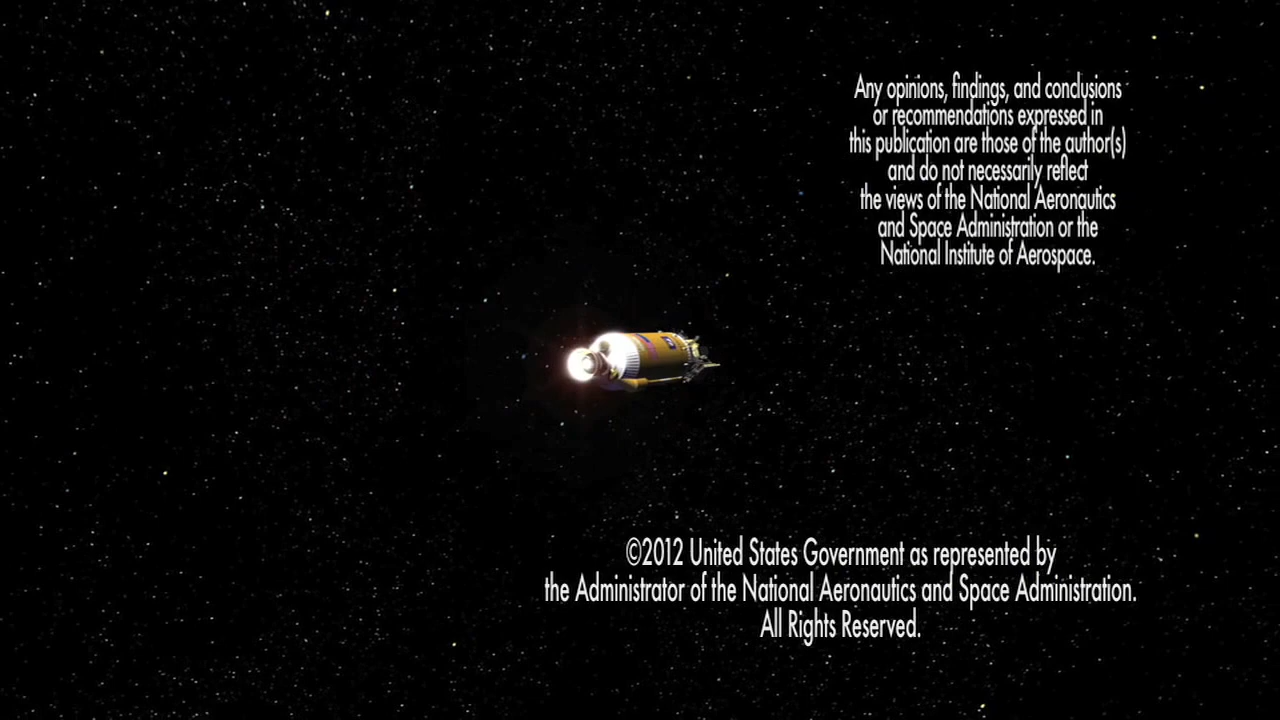 Any opinions, findings, and conclusions
or recommendations expressed in
this publication are those of the author(s)
and do not necessarily reflect
the views of the National Aeronautics
and Space Administration or the
National Institute of Aerospace.
©2012 United States Government as represented by
the Administrator of the National Aeronautics and Space Administration.
All Rights Reserved.